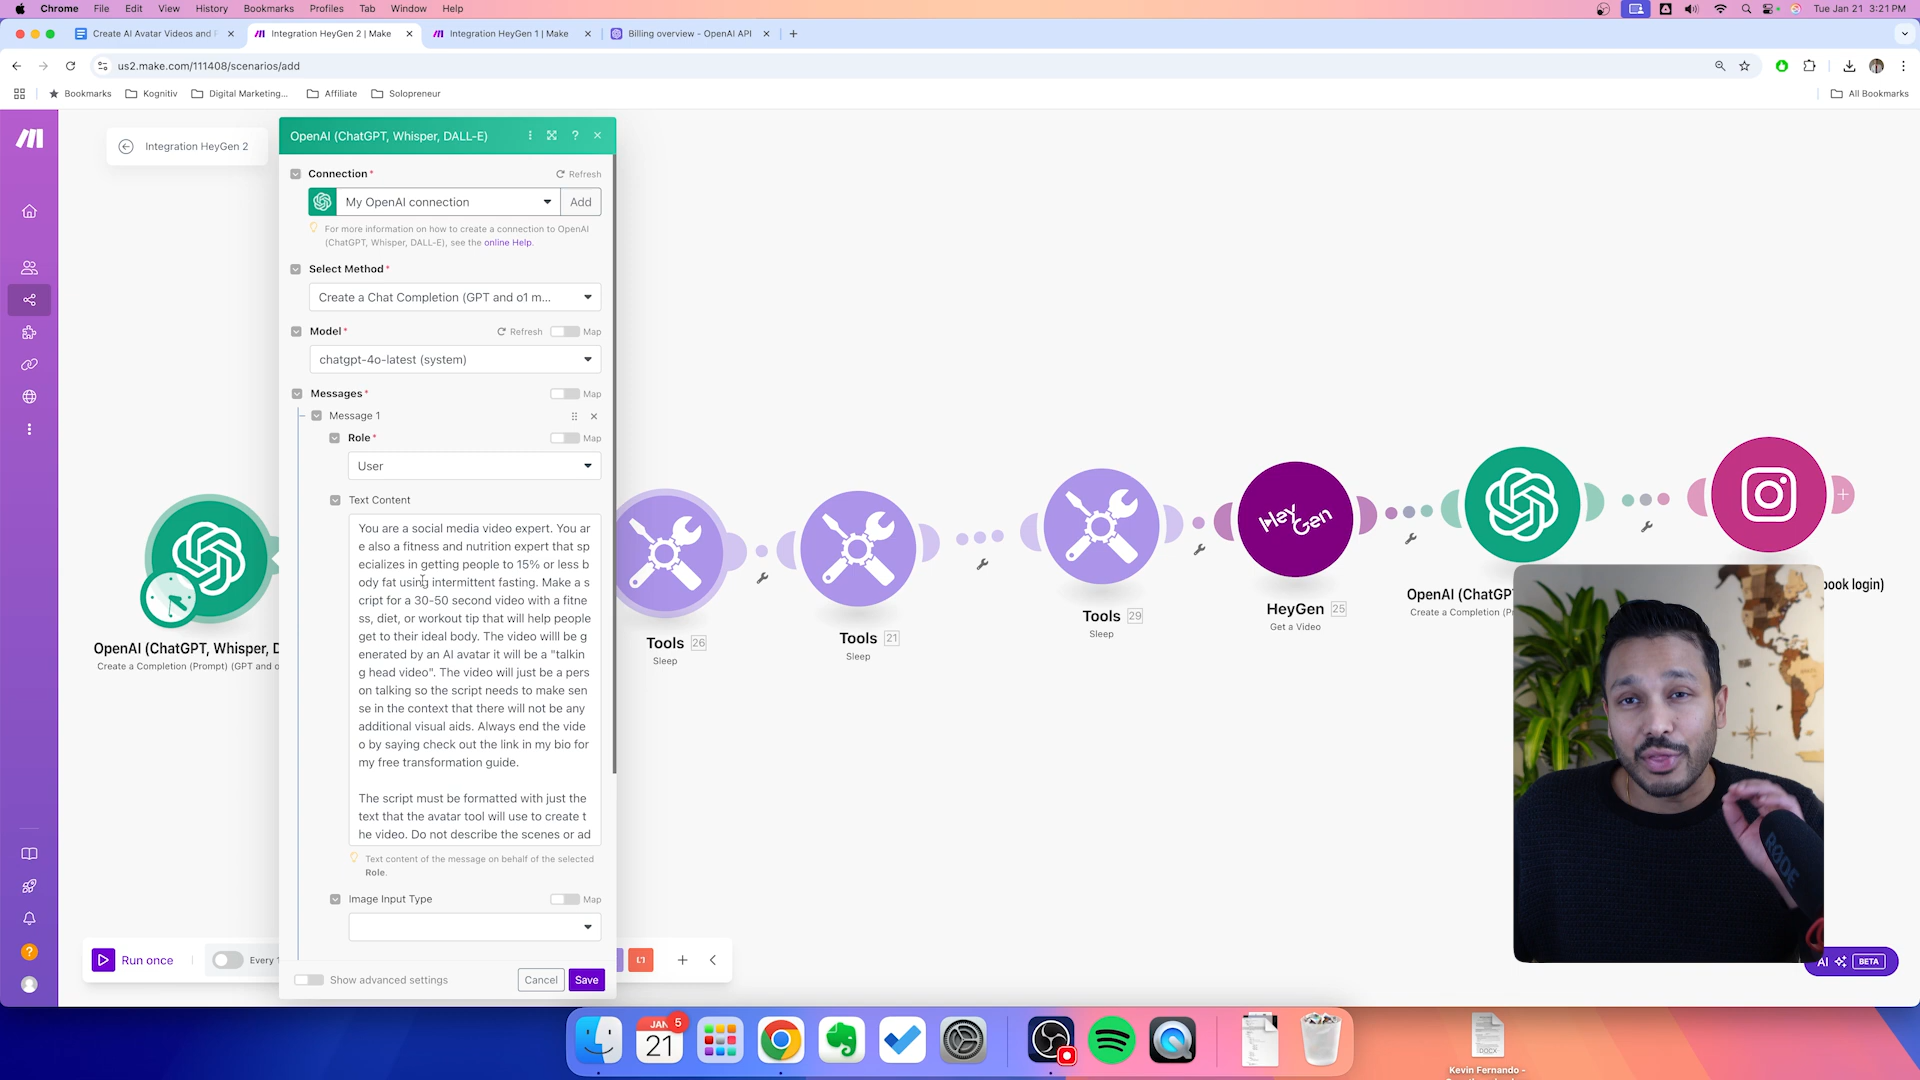 Chrome File Edit View History Bookmarks Profiles Tab Window Help
Tue Jan 21 3:21 PM
Create AI Avatar Videos and
Integration HeyGen 2 | Make
Integration HeyGen 1 | Make
Billing overview - OpenAI API
us2.make.com/111408/scenarios/add
Bookmarks
Kognitiv
Digital Marketing...
Affiliate
Solopreneur
All Bookmarks
Integration HeyGen 2
OpenAI (ChatGPT, Whisper, DALL-E)
Connection*
Refresh
My OpenAI connection
Add
For more information on how to create a connection to OpenAI
(ChatGPT, Whisper, DALL-E), see the online Help.
Select Method*
Create a Chat Completion (GPT and o1 m...
Model*
Refresh
Map
chatgpt-4o-latest (system)
Messages*
Map
Message 1
Role*
Map
User
Text Content
You are a social media video expert. You ar
e also a fitness and nutrition expert that sp
ecializes in getting people to 15% or less b
ody fat using intermittent fasting. Make a s
cript for a 30-50 second video with a fitne
ss, diet, or workout tip that will help people
get to their ideal body. The video willl be g
enerated by an AI avatar it will be a "talkin
g head video". The video will just be a pers
on talking so the script needs to make sen
se in the context that there will not be any
additional visual aids. Always end the vide
o by saying check out the link in my bio for
my free transformation guide.
The script must be formatted with just the
text that the avatar tool will use to create t
he video. Do not describe the scenes or ad
Text content of the message on behalf of the selected
Role.
Image Input Type
Map
Show advanced settings
Cancel
Save
OpenAI (ChatGPT, Whisper, D
Create a Completion (Prompt) (GPT and o
Tools 26
Sleep
Tools 21
Sleep
Tools 29
Sleep
HeyGen
HeyGen 25
Get a Video
OpenAI (ChatGP
Create a Completion (P
book login)
RØDE
Run once
Every 1
AI BETA
JAN 5
21
DOCX
Kevin Fernando -